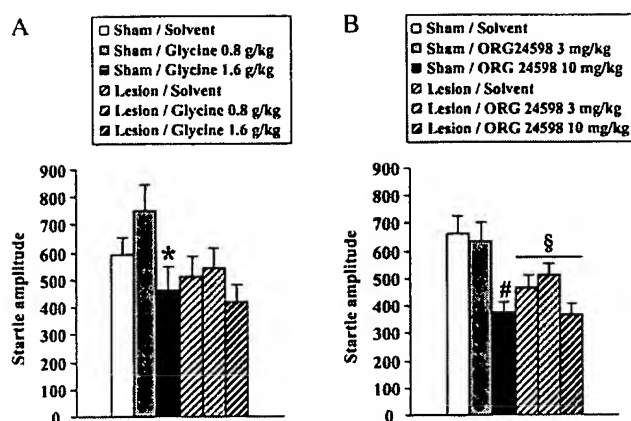 A
Sham / Solvent
Sham / Glycine 0.8 g/kg
Sham / Glycine 1.6 g/kg
Lesion / Solvent
Lesion / Glycine 0.8 g/kg
Lesion / Glycine 1.6 g/kg
Startle amplitude
900
800
700
600
500
400
300
200
100
0
*
B
Sham / Solvent
Sham / ORG24598 3 mg/kg
Sham / ORG 24598 10 mg/kg
Lesion / Solvent
Lesion / ORG 24598 3 mg/kg
Lesion / ORG 24598 10 mg/kg
Startle amplitude
900
800
700
600
500
400
300
200
100
0
#
§